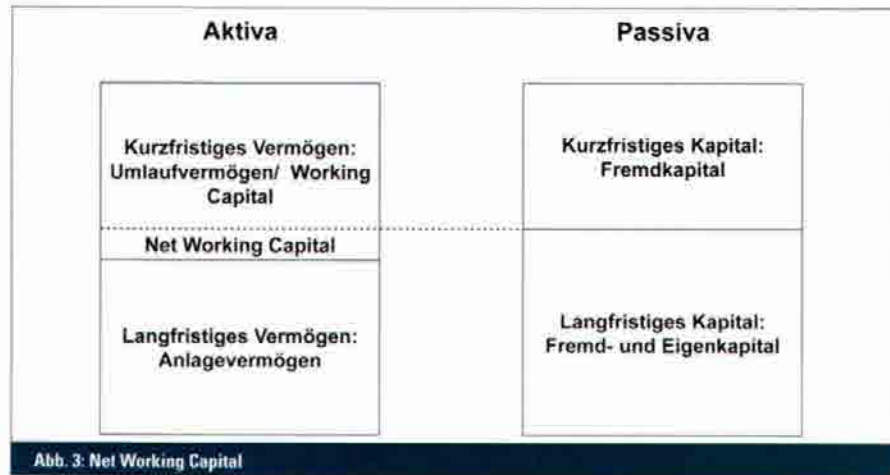 Aktiva
Passiva
Kurzfristiges Vermögen:
Umlaufvermögen/ Working
Capital
Net Working Capital
Langfristiges Vermögen:
Anlagevermögen
Kurzfristiges Kapital:
Fremdkapital
Langfristiges Kapital:
Fremd- und Eigenkapital
Abb. 3: Net Working Capital